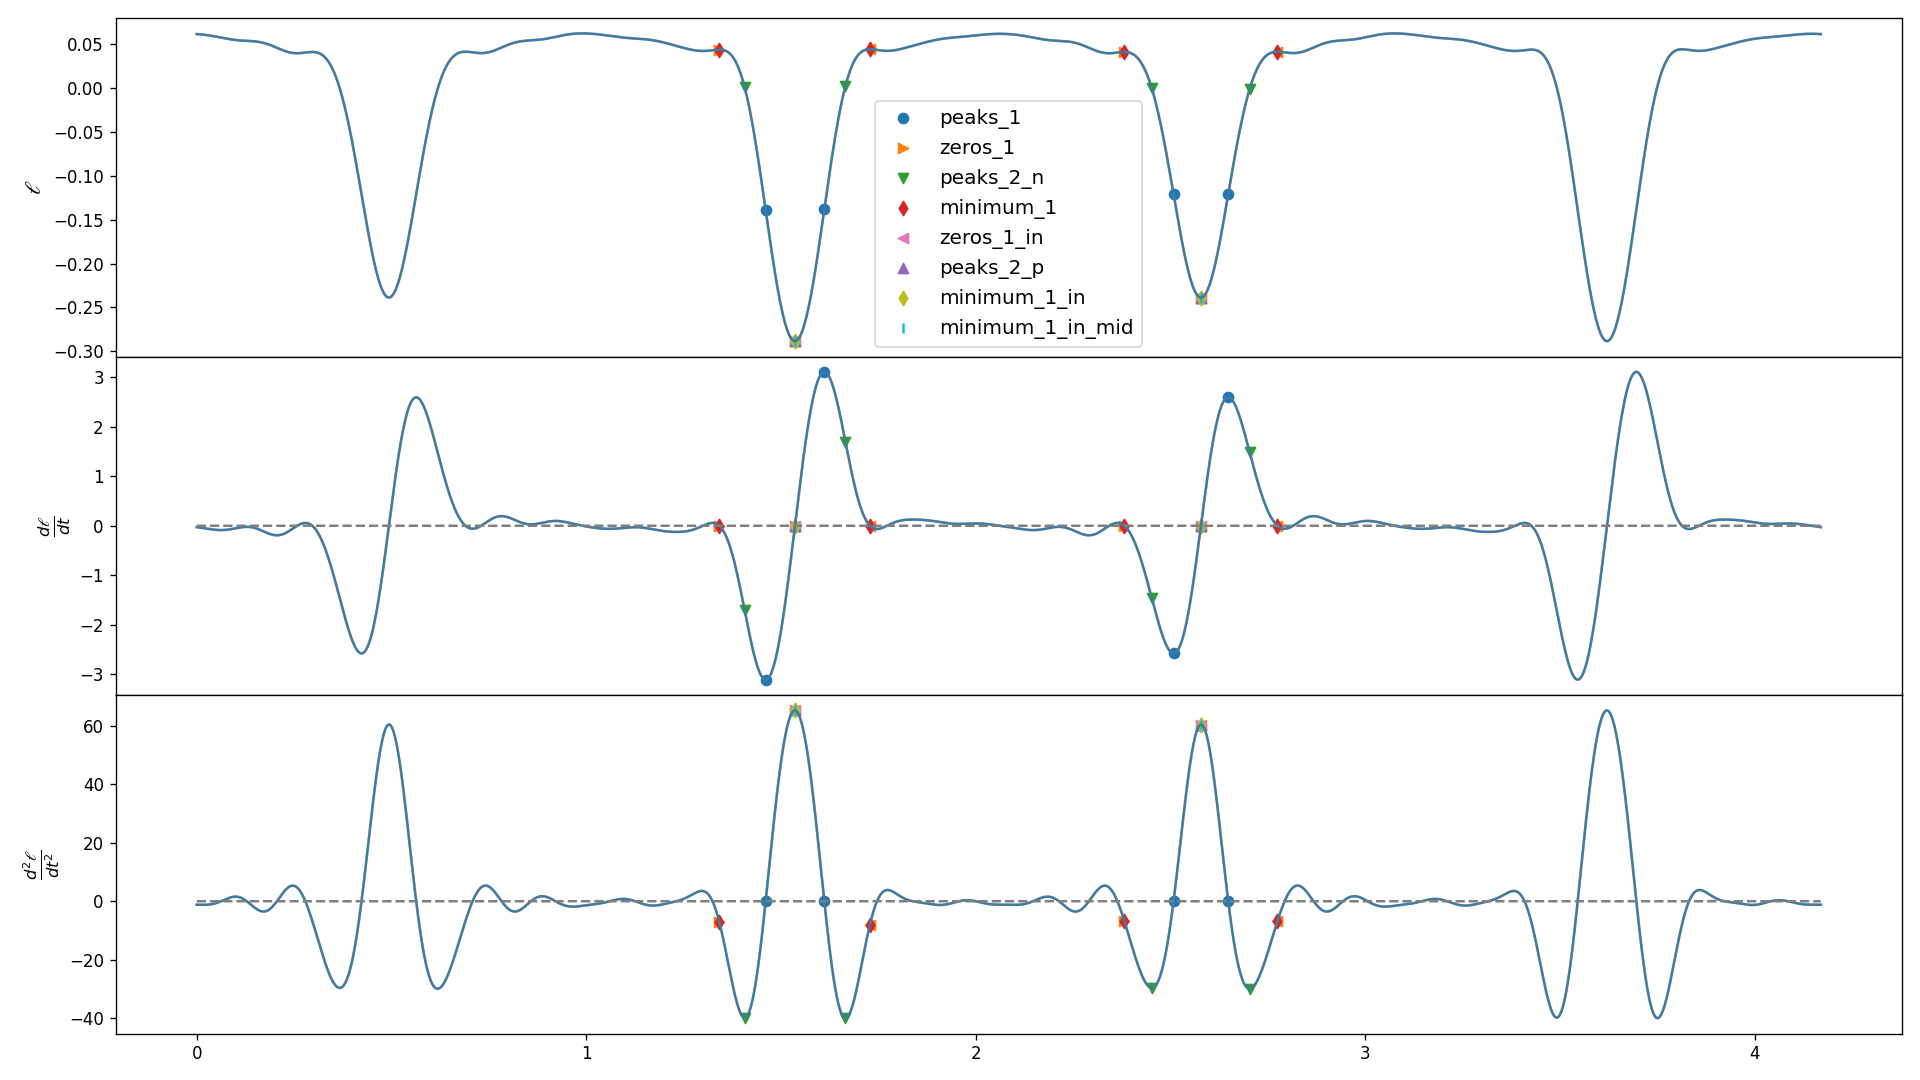 0.05
0.00
−0.05
−0.10
−0.15
−0.20
−0.25
−0.30
ℓ
peaks_1
zeros_1
peaks_2_n
minimum_1
zeros_1_in
peaks_2_p
minimum_1_in
minimum_1_in_mid
3
2
1
0
−1
−2
−3
dℓ
dt
60
40
20
0
−20
−40
d²ℓ
dt²
0 1 2 3 4